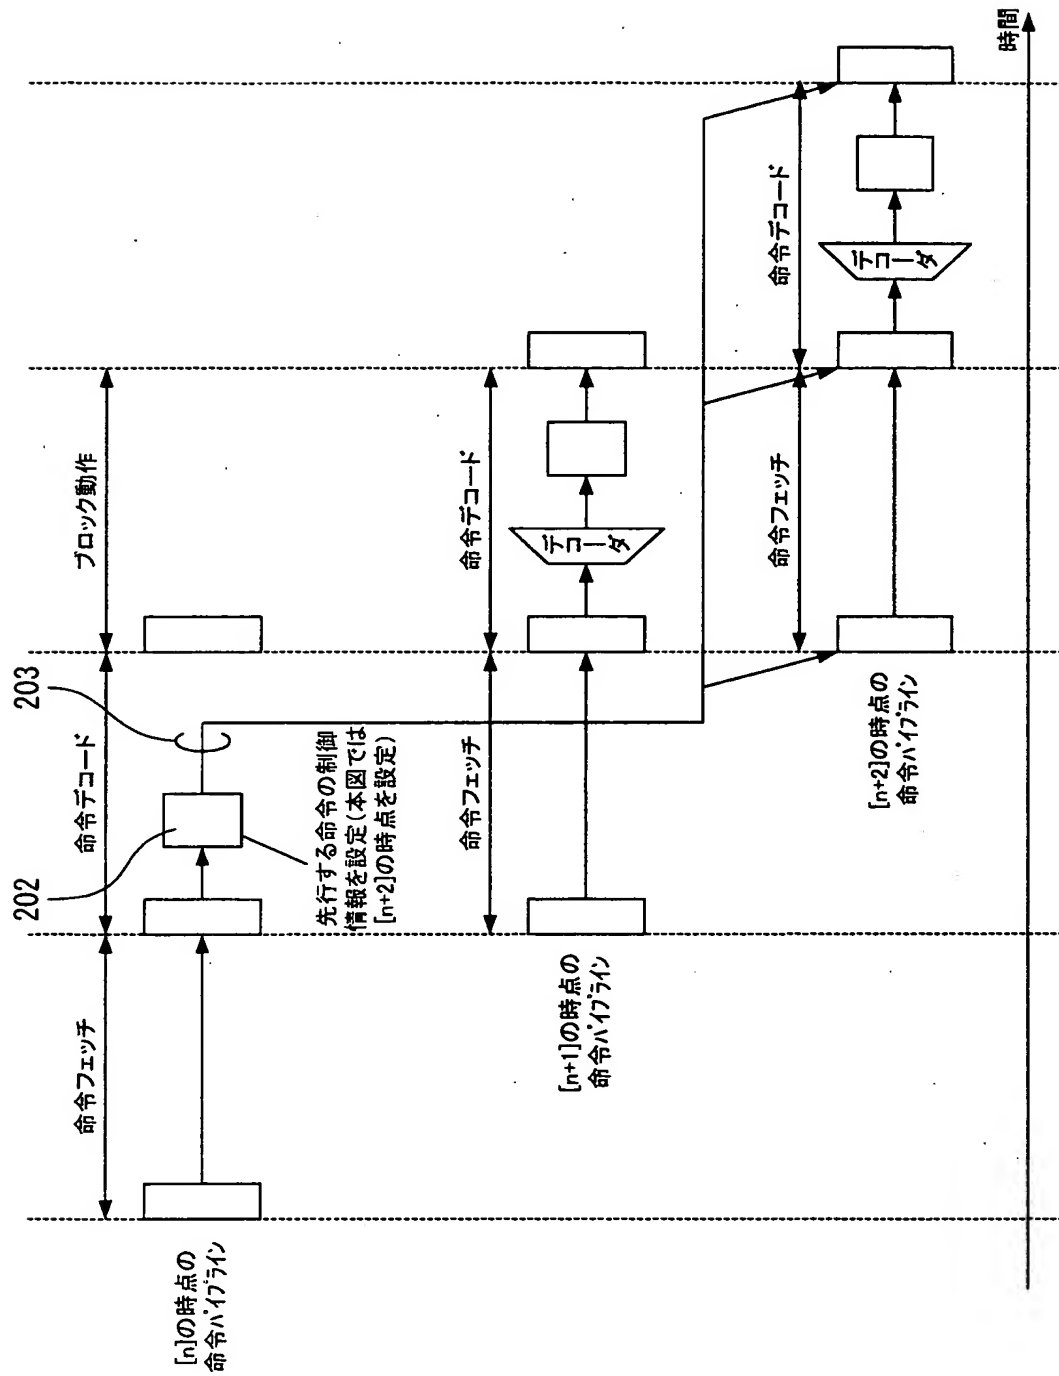 命令フェッチ
命令デコード
ブロック動作
202
203
[n]の時点の
命令パイプライン
先行する命令の制御
情報を設定(本図では
[n+2]の時点を設定)
命令フェッチ
命令デコード
デコーダ
[n+1]の時点の
命令パイプライン
命令フェッチ
命令デコード
デコーダ
[n+2]の時点の
命令パイプライン
時間